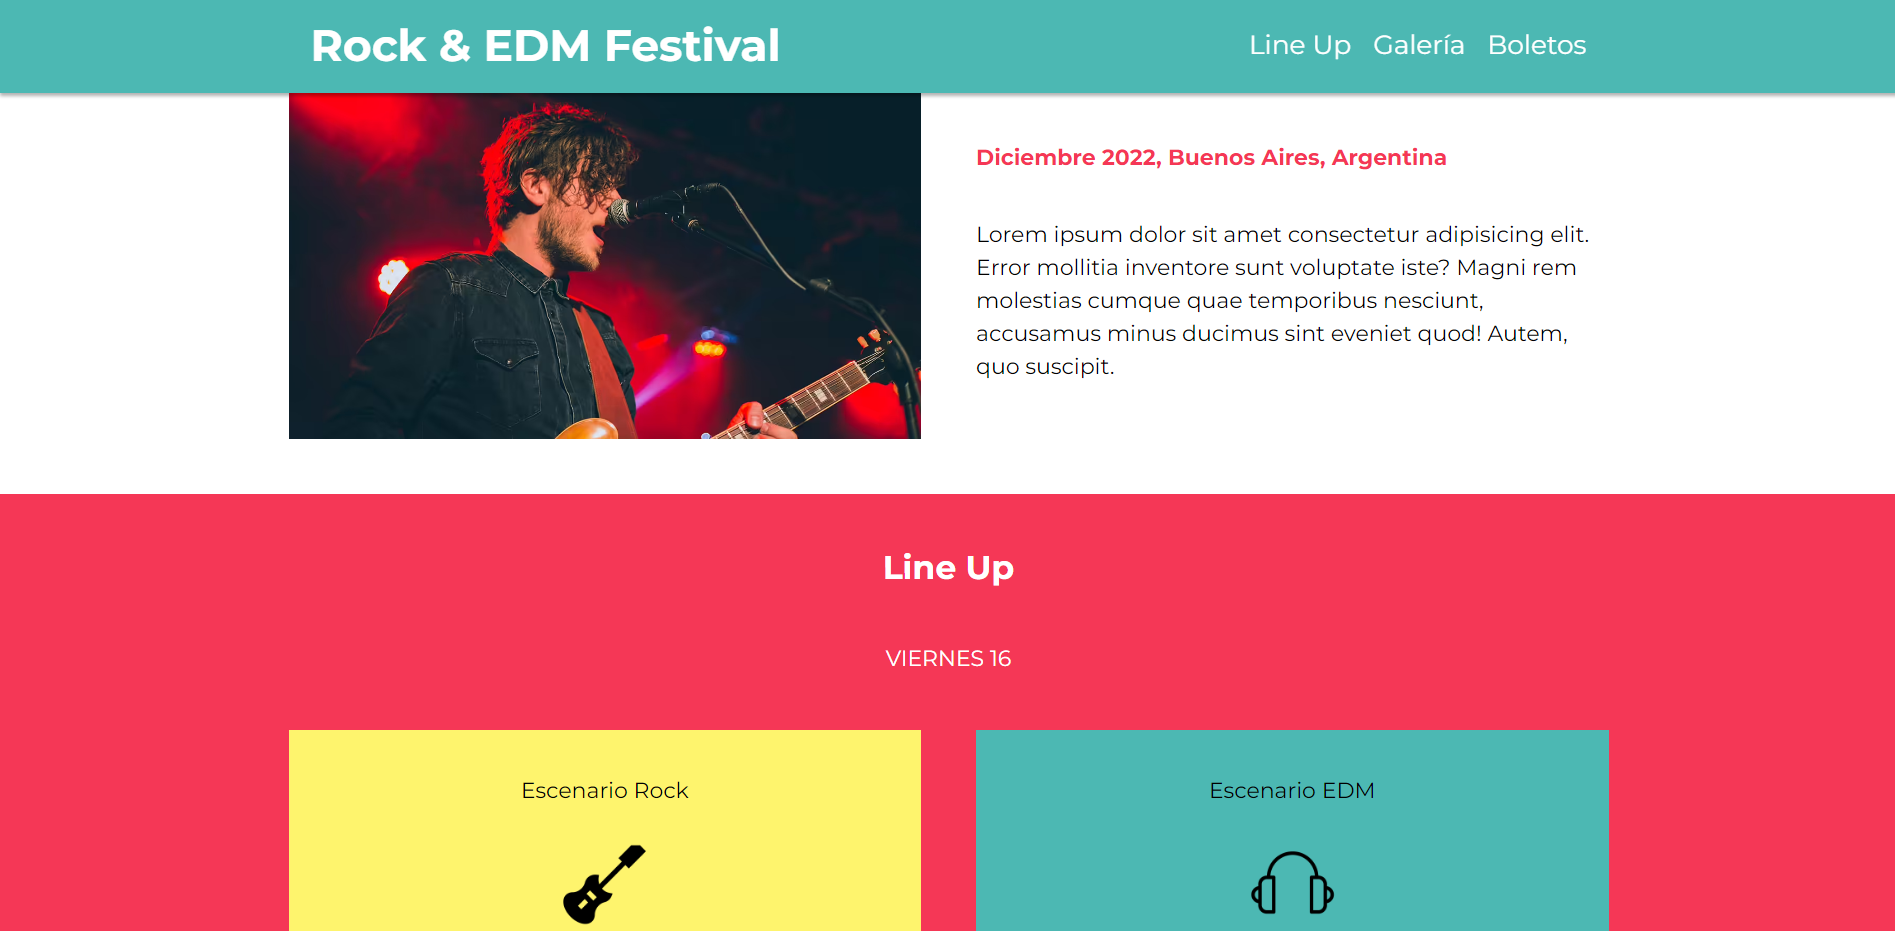 Rock & EDM Festival
Line Up Galería Boletos
Diciembre 2022, Buenos Aires, Argentina
Lorem ipsum dolor sit amet consectetur adipisicing elit.
Error mollitia inventore sunt voluptate iste? Magni rem
molestias cumque quae temporibus nesciunt,
accusamus minus ducimus sint eveniet quod! Autem,
quo suscipit.
Line Up
VIERNES 16
Escenario Rock
Escenario EDM